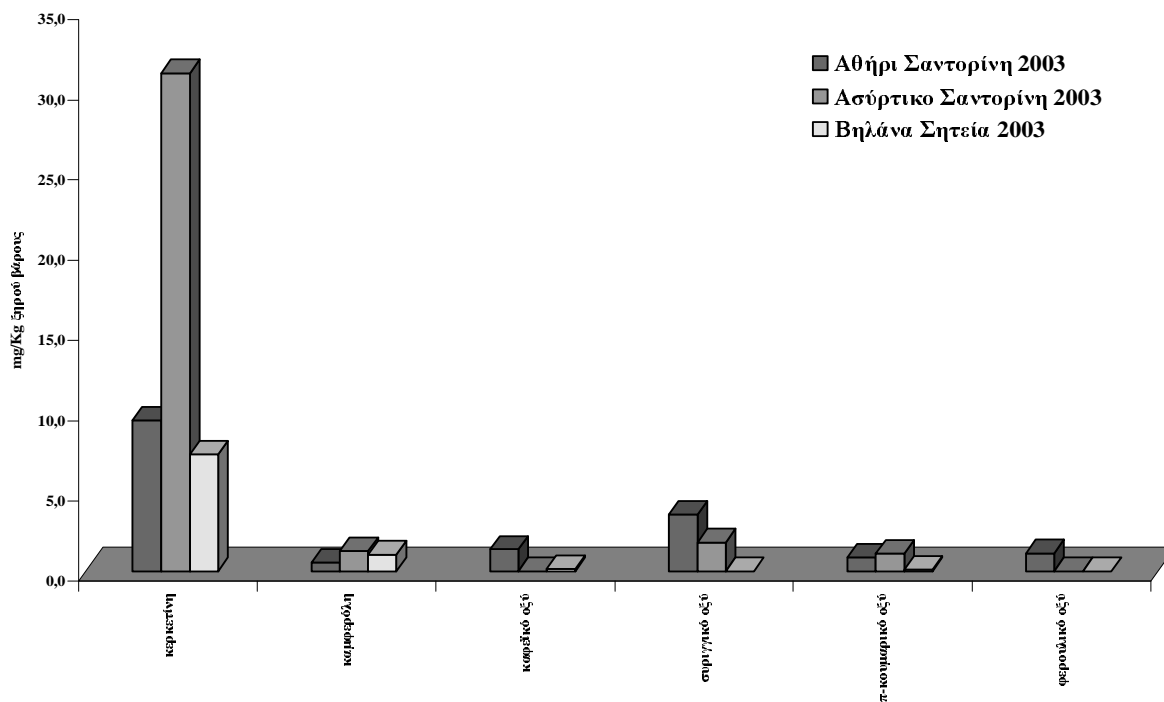 35,0
30,0
25,0
20,0
15,0
10,0
5,0
0,0
mg/Kg ξηρού βάρους
Αθήρι Σαντορίνη 2003
Ασύρτικο Σαντορίνη 2003
Βηλάνα Σητεία 2003
κερκετίνη
καμφερόλη
καφεϊκό οξύ
συριγγικό οξύ
π-κουμαρικό οξύ
φερουλικό οξύ